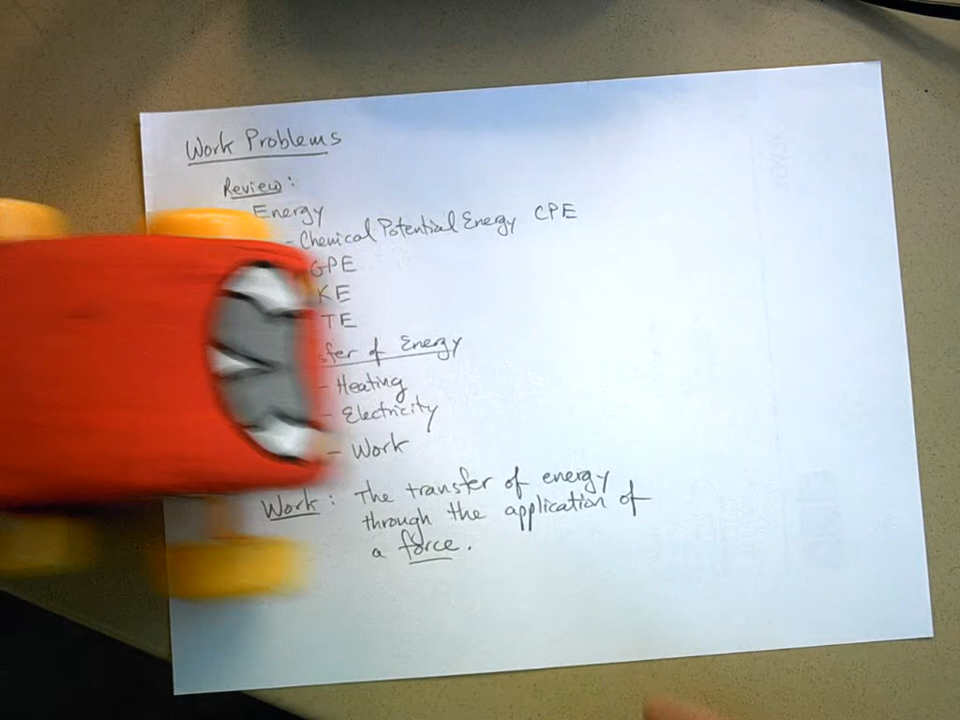 Work Problems
Review:
Energy
- Chemical Potential Energy CPE
GPE
KE
TE
sfer of Energy
- Heating
- Electricity
- Work
Work: The transfer of energy
through the application of
a force.